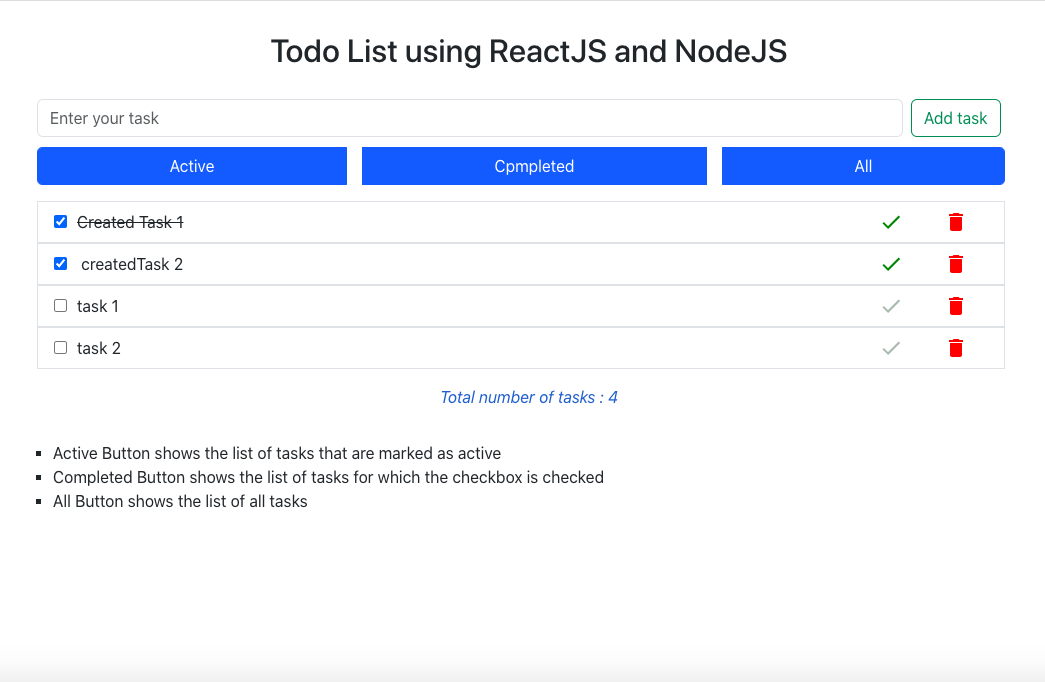 Todo List using ReactJS and NodeJS
Enter your task
Add task
Active
Cpmpleted
All
Created Task 1
createdTask 2
task 1
task 2
Total number of tasks : 4
Active Button shows the list of tasks that are marked as active
Completed Button shows the list of tasks for which the checkbox is checked
All Button shows the list of all tasks